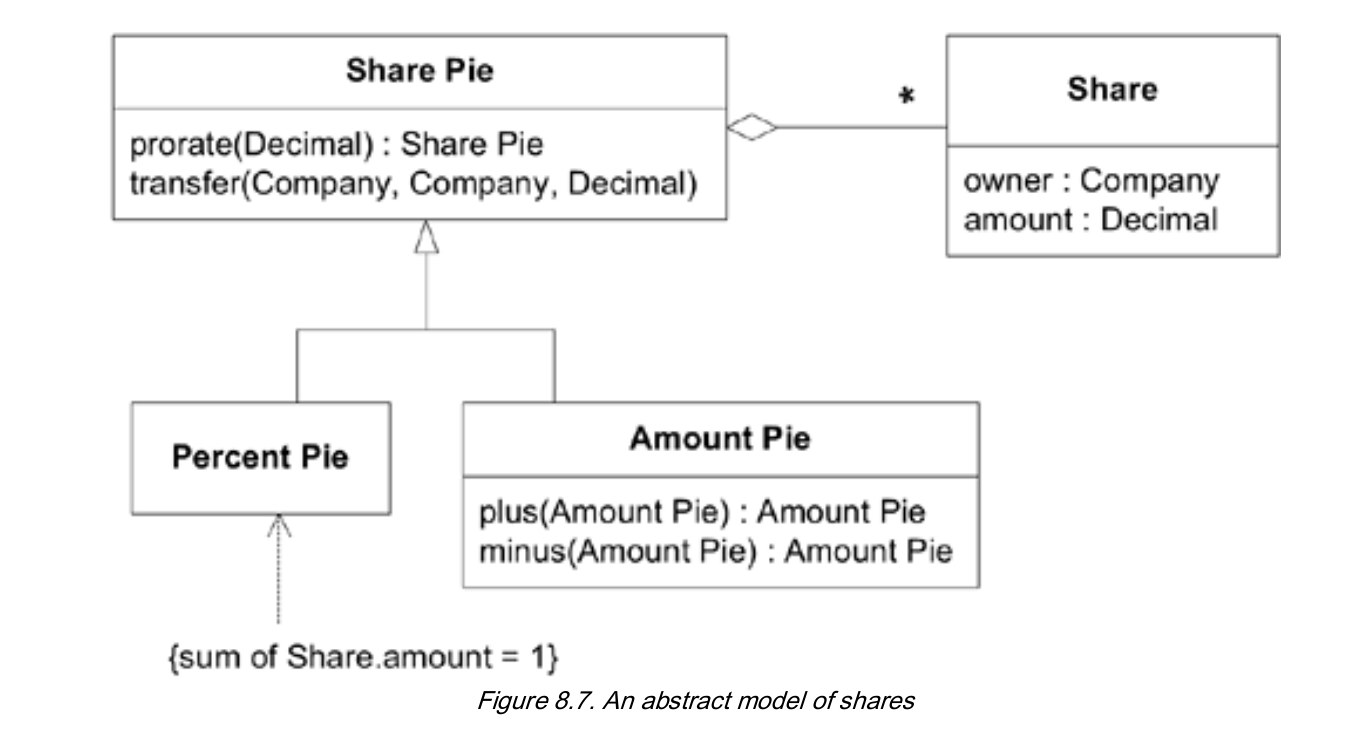 Share Pie
prorate(Decimal) : Share Pie
transfer(Company, Company, Decimal)
*
Share
owner : Company
amount : Decimal
Percent Pie
Amount Pie
plus(Amount Pie) : Amount Pie
minus(Amount Pie) : Amount Pie
{sum of Share.amount = 1}
Figure 8.7. An abstract model of shares